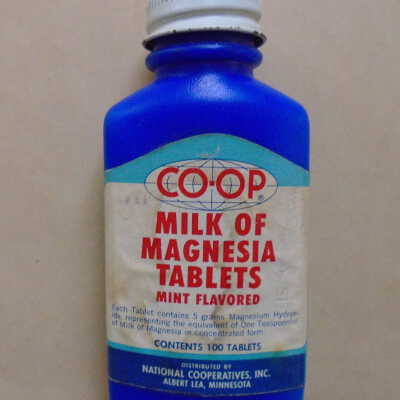 CO-OP
®
MILK OF
MAGNESIA
TABLETS
MINT FLAVORED
Each Tablet contains 5 grains Magnesium Hydrox-
ide, representing the equivalent of One Teaspoonful
of Milk of Magnesia in concentrated form.
CONTENTS 100 TABLETS
DISTRIBUTED BY
NATIONAL COOPERATIVES, INC.
ALBERT LEA, MINNESOTA